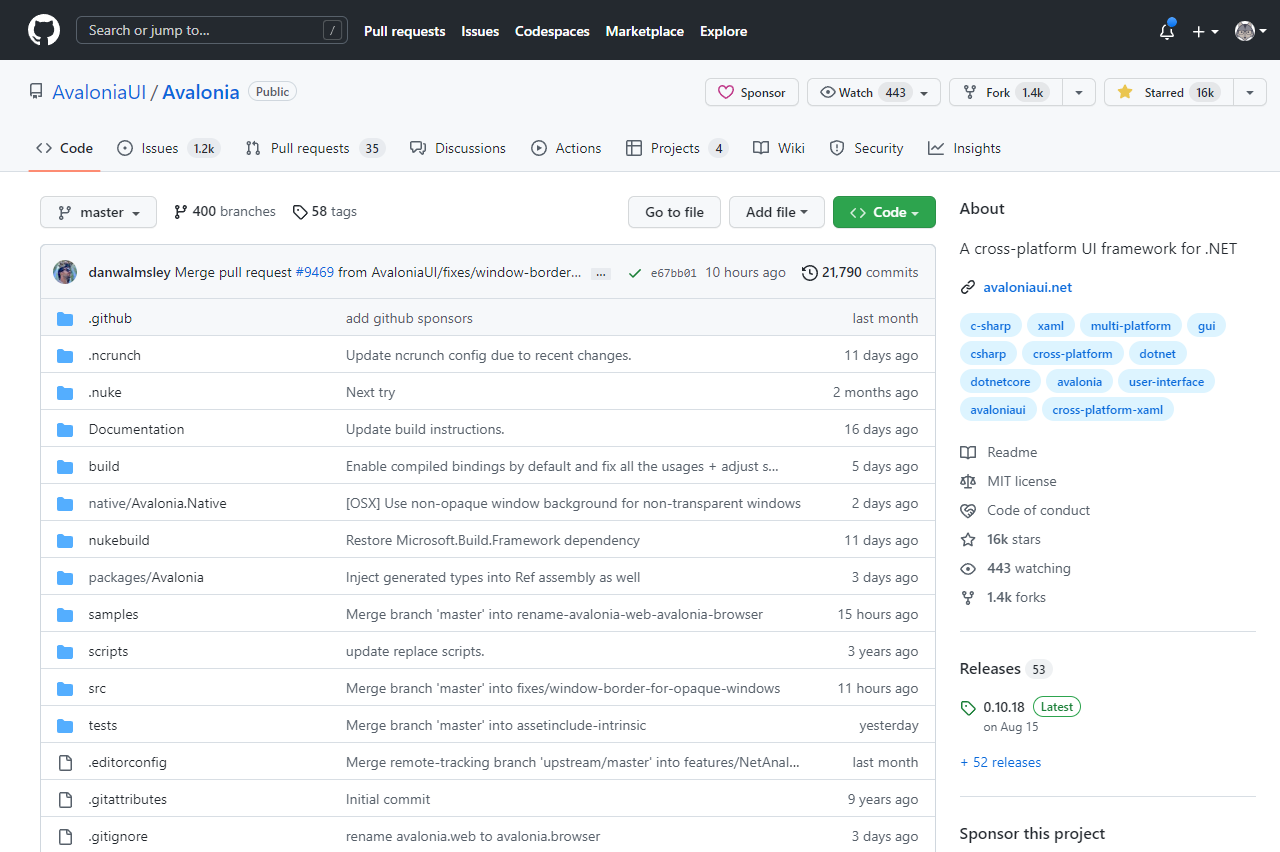 Search or jump to... /
Pull requests Issues Codespaces Marketplace Explore
AvaloniaUI / Avalonia Public
Sponsor Watch 443 Fork 1.4k Starred 16k
Code Issues 1.2k Pull requests 35 Discussions Actions Projects 4 Wiki Security Insights
master 400 branches 58 tags Go to file Add file Code
danwalmsley Merge pull request #9469 from AvaloniaUI/fixes/window-border... ... e67bb01 10 hours ago 21,790 commits
.github add github sponsors last month
.ncrunch Update ncrunch config due to recent changes. 11 days ago
.nuke Next try 2 months ago
Documentation Update build instructions. 16 days ago
build Enable compiled bindings by default and fix all the usages + adjust s... 5 days ago
native/Avalonia.Native [OSX] Use non-opaque window background for non-transparent windows 2 days ago
nukebuild Restore Microsoft.Build.Framework dependency 11 days ago
packages/Avalonia Inject generated types into Ref assembly as well 3 days ago
samples Merge branch 'master' into rename-avalonia-web-avalonia-browser 15 hours ago
scripts update replace scripts. 3 years ago
src Merge branch 'master' into fixes/window-border-for-opaque-windows 11 hours ago
tests Merge branch 'master' into assetinclude-intrinsic yesterday
.editorconfig Merge remote-tracking branch 'upstream/master' into features/NetAnal... last month
.gitattributes Initial commit 9 years ago
.gitignore rename avalonia.web to avalonia.browser 3 days ago
About
A cross-platform UI framework for .NET
avaloniaui.net
c-sharp xaml multi-platform gui
csharp cross-platform dotnet
dotnetcore avalonia user-interface
avaloniaui cross-platform-xaml
Readme
MIT license
Code of conduct
16k stars
443 watching
1.4k forks
Releases 53
0.10.18 Latest
on Aug 15
+ 52 releases
Sponsor this project